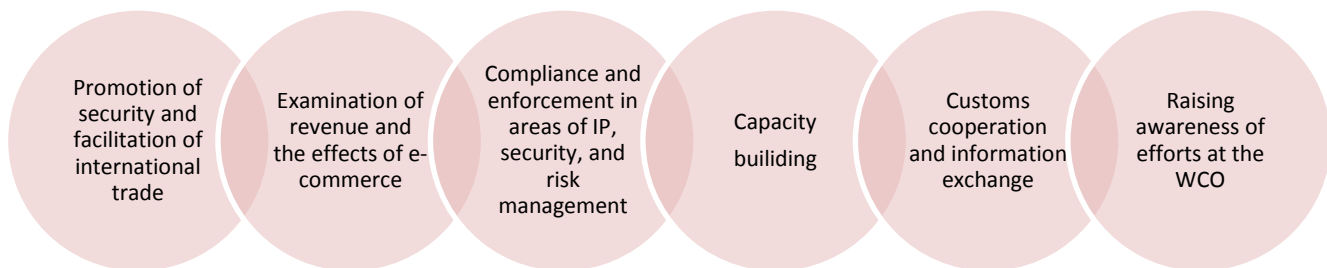 Promotion of
security and
facilitation of
international
trade
Examination of
revenue and
the effects of e-
commerce
Compliance and
enforcement in
areas of IP,
security, and
risk
management
Capacity
builiding
Customs
cooperation
and information
exchange
Raising
awareness of
efforts at the
WCO